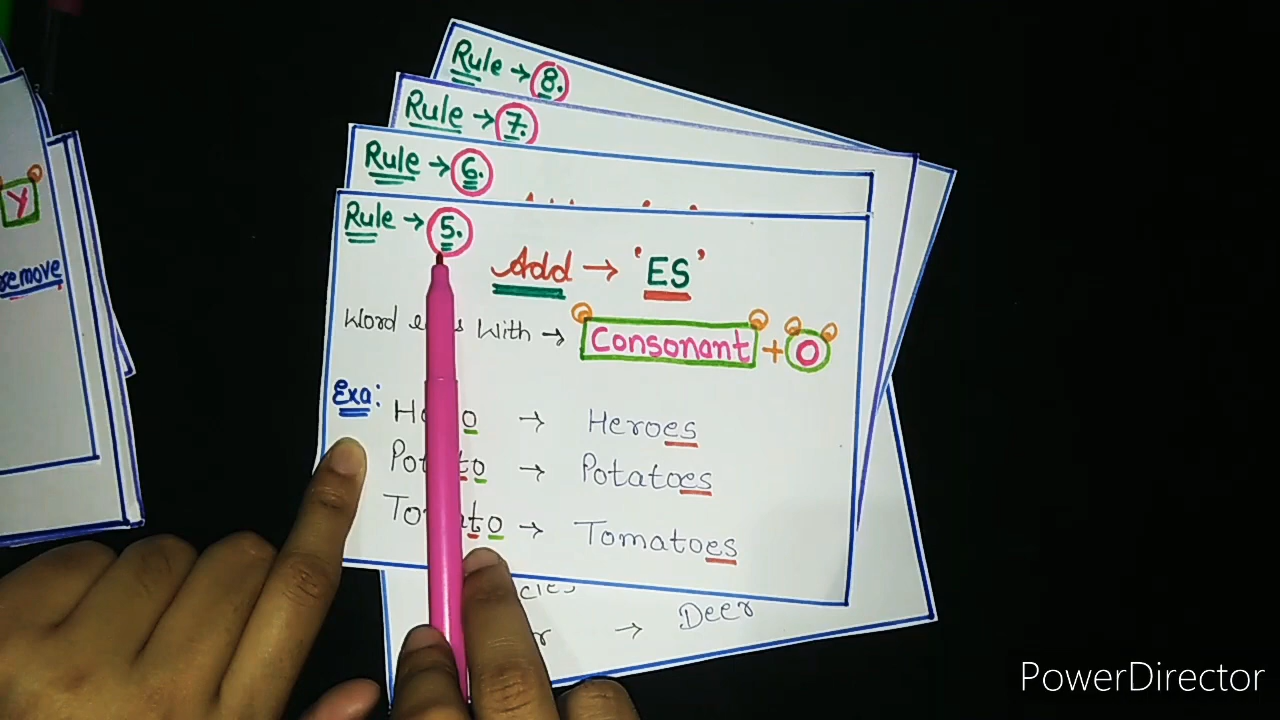 Rule → 8.
Rule → 7.
Rule → 6.
Y
remove
Rule → 5.
Add → 'ES'
Word With → Consonant + O
Exa:
→ Heroes
→ Potatoes
→ Tomatoes
→ Deer
PowerDirector